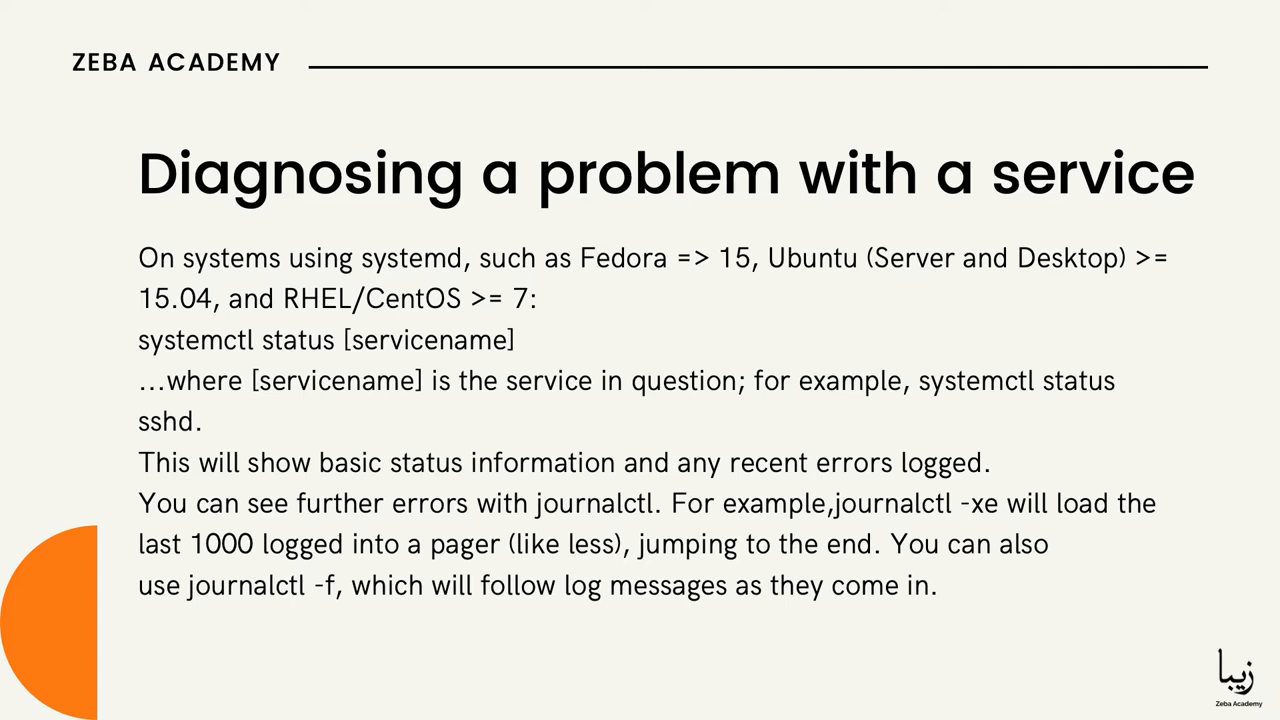 ZEBA ACADEMY
Diagnosing a problem with a service
On systems using systemd, such as Fedora => 15, Ubuntu (Server and Desktop) >=
15.04, and RHEL/CentOS >= 7:
systemctl status [servicename]
...where [servicename] is the service in question; for example, systemctl status
sshd.
This will show basic status information and any recent errors logged.
You can see further errors with journalctl. For example,journalctl -xe will load the
last 1000 logged into a pager (like less), jumping to the end. You can also
use journalctl -f, which will follow log messages as they come in.
زيبا
Zeba Academy